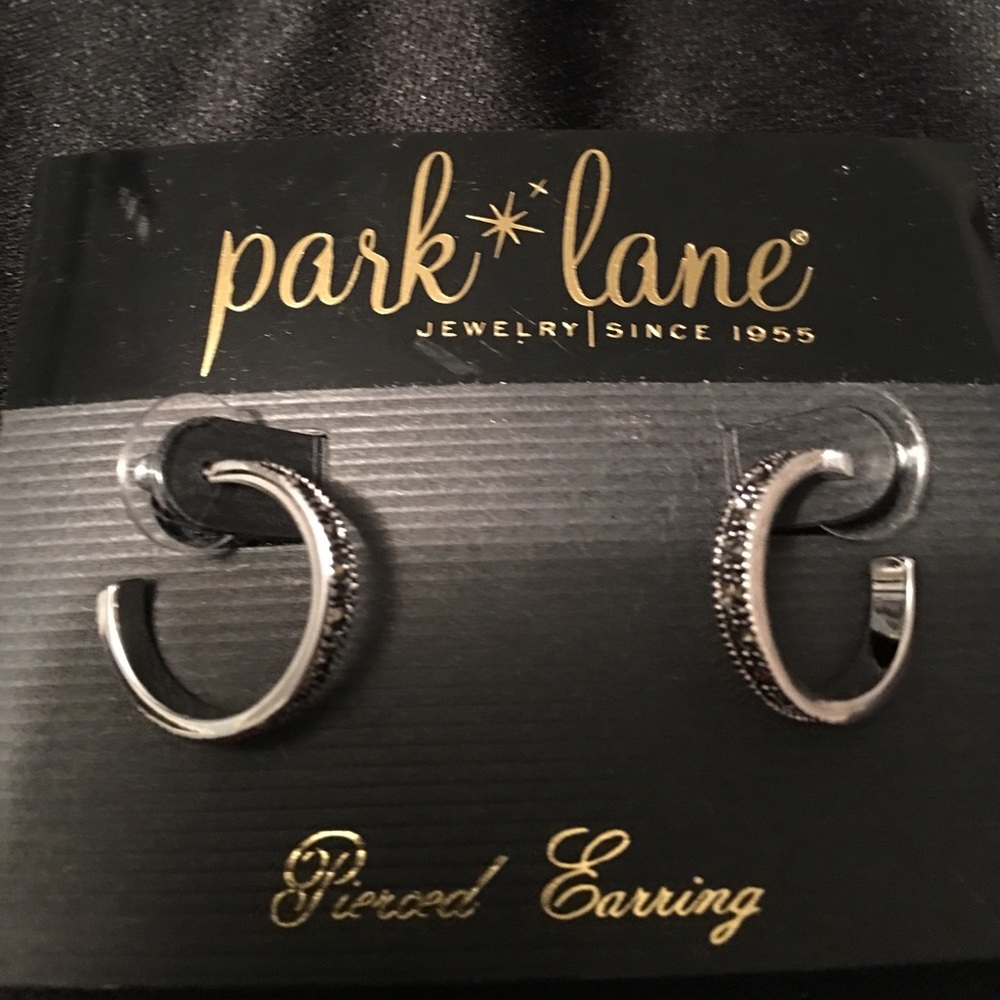 park lane®
JEWELRY|SINCE 1955
Pierced Earring